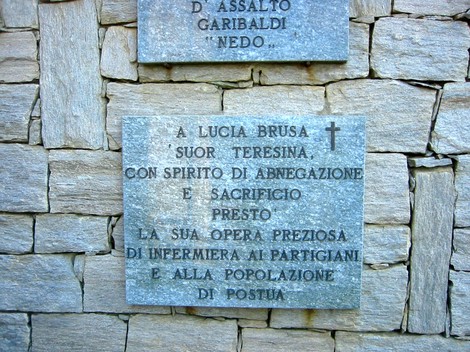 D' ASSALTO
GARIBALDI
"NEDO"
A LUCIA BRUSA
'SUOR TERESINA,
CON SPIRITO DI ABNEGAZIONE
E SACRIFICIO
PRESTO'
LA SUA OPERA PREZIOSA
DI INFERMIERA AI PARTIGIANI
E ALLA POPOLAZIONE
DI POSTUA